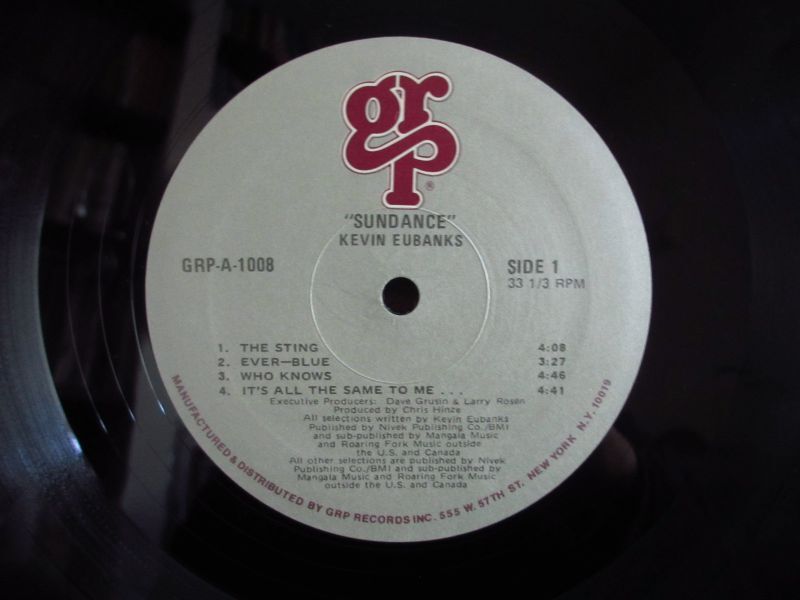 grp®
"SUNDANCE"
KEVIN EUBANKS
GRP-A-1008
SIDE 1
33 1/3 RPM
1. THE STING 4:08
2. EVER—BLUE 3:27
3. WHO KNOWS 4:46
4. IT'S ALL THE SAME TO ME . . . 4:41
Executive Producers: Dave Grusin & Larry Rosen
Produced by Chris Hinze
All selections written by Kevin Eubanks
Published by Nivek Publishing Co./BMI
and sub-published by Mangala Music
and Roaring Fork Music outside
the U.S. and Canada
All other selections are published by Nivek
Publishing Co./BMI and sub-published by
Mangala Music and Roaring Fork Music
outside the U.S. and Canada
MANUFACTURED & DISTRIBUTED BY GRP RECORDS INC. 555 W. 57TH ST. NEW YORK N.Y. 10019